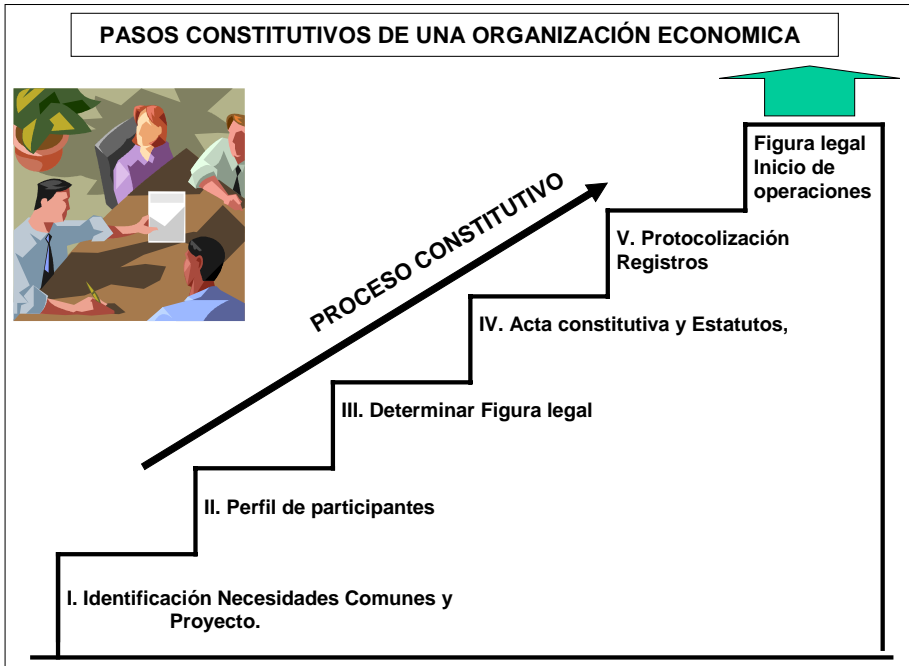 PASOS CONSTITUTIVOS DE UNA ORGANIZACIÓN ECONOMICA
Figura legal
Inicio de
operaciones
PROCESO CONSTITUTIVO
V. Protocolización
Registros
IV. Acta constitutiva y Estatutos,
III. Determinar Figura legal
II. Perfil de participantes
I. Identificación Necesidades Comunes y
Proyecto.